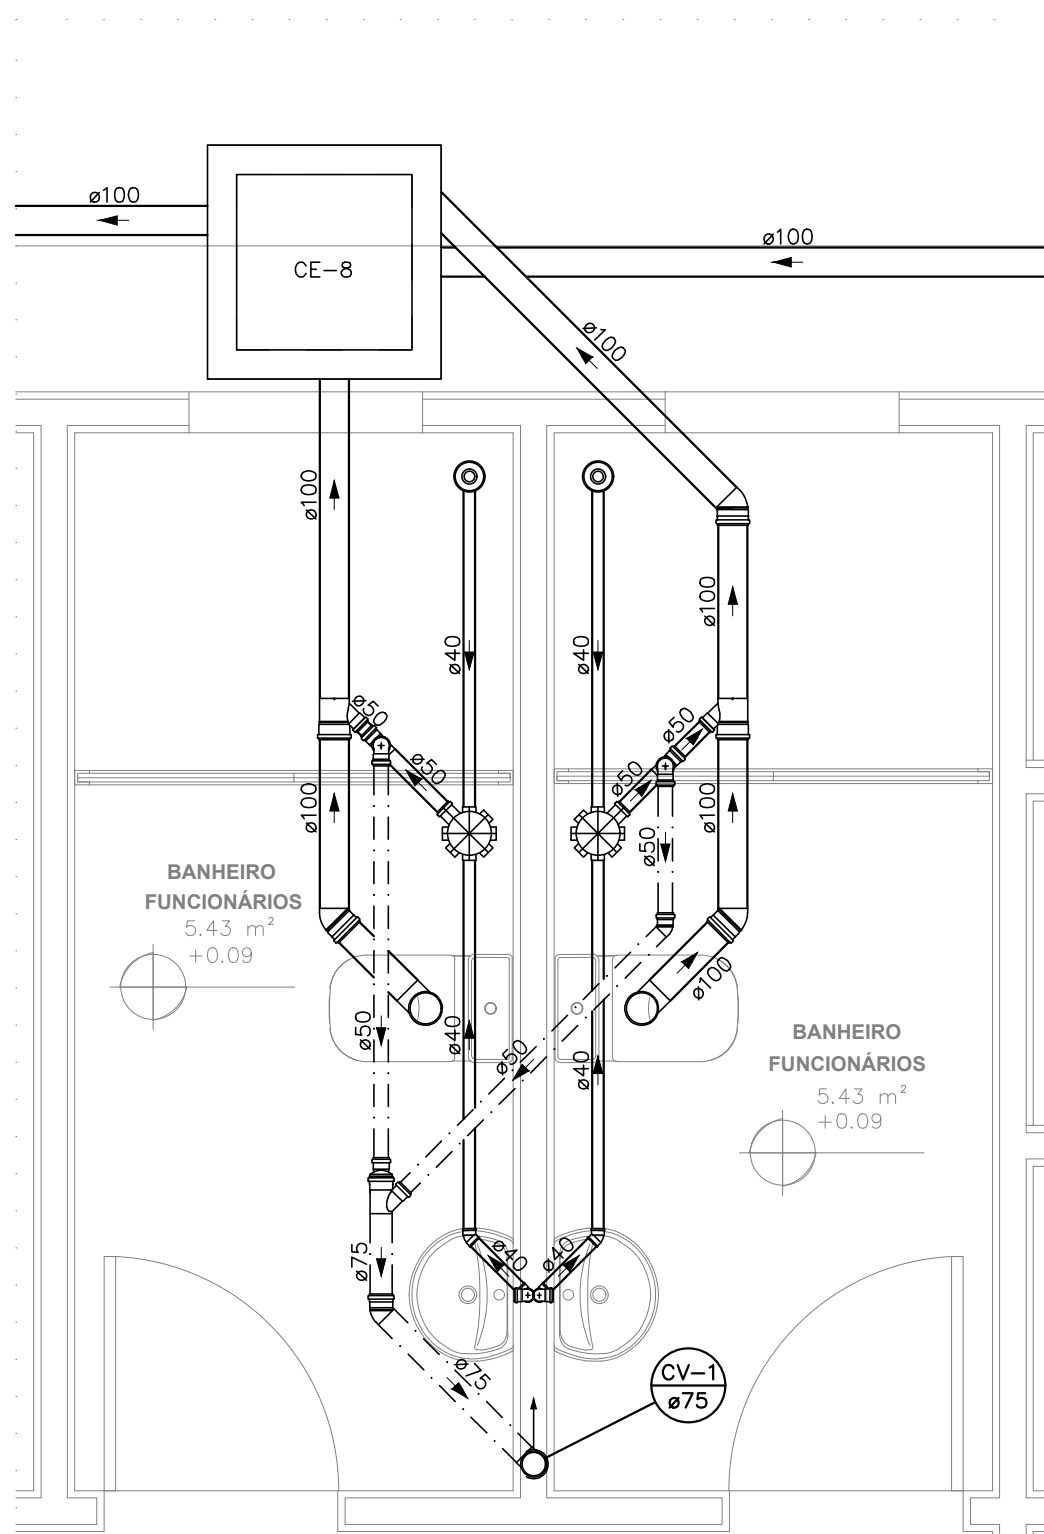 ø100
ø100
CE-8
ø100
ø100
ø100
ø40
ø40
ø50
ø50
ø50
ø50
ø100
ø100
ø50
BANHEIRO
FUNCIONÁRIOS
5.43 m²
+0.09
ø100
ø50
ø40
ø50
ø40
BANHEIRO
FUNCIONÁRIOS
5.43 m²
+0.09
ø75
ø40
ø40
ø75
CV-1
ø75